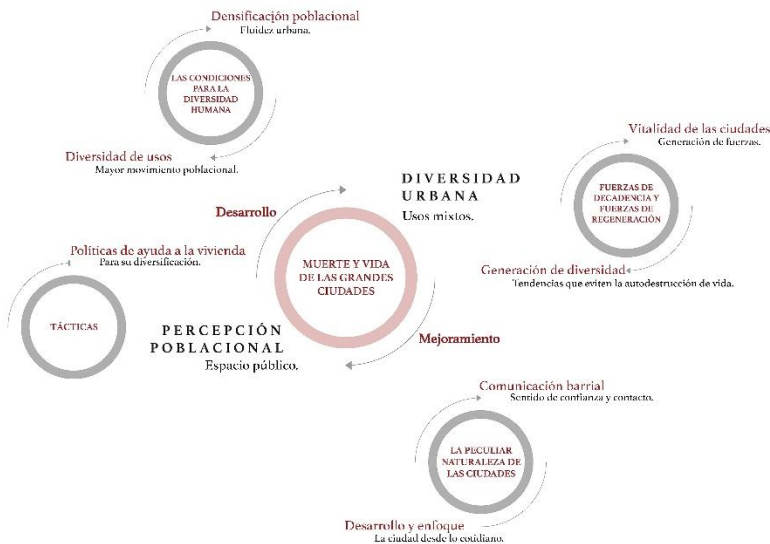 Densificación poblacional
Fluidez urbana.
LAS CONDICIONES
PARA LA
DIVERSIDAD
HUMANA
Diversidad de usos
Mayor movimiento poblacional.
Vitalidad de las ciudades
Generación de fuerzas.
FUERZAS DE
DECADENCIA Y
FUERZAS DE
REGENERACIÓN
Generación de diversidad
Tendencias que eviten la autodestrucción de vida.
DIVERSIDAD
URBANA
Usos mixtos.
Desarrollo
MUERTE Y VIDA
DE LAS GRANDES
CIUDADES
Mejoramiento
PERCEPCIÓN
POBLACIONAL
Espacio público.
Políticas de ayuda a la vivienda
Para su diversificación.
TÁCTICAS
Comunicación barrial
Sentido de confianza y contacto.
LA PECULIAR
NATURALEZA DE
LAS CIUDADES
Desarrollo y enfoque
La ciudad desde lo cotidiano.